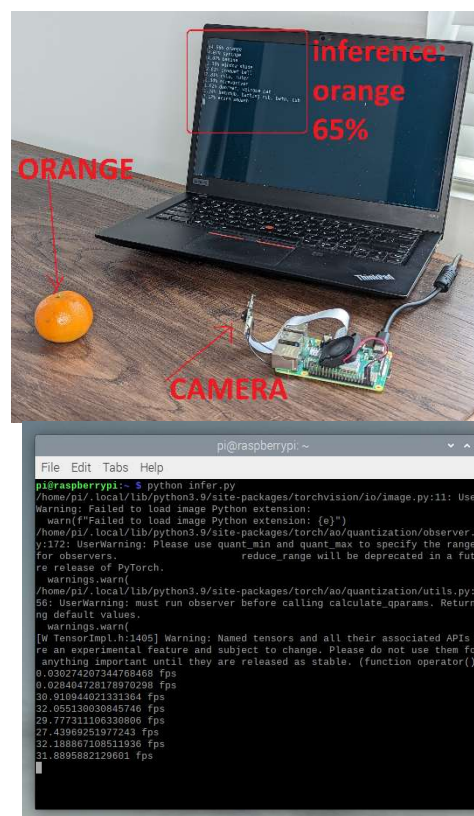 inference:
orange
65%
ORANGE
ThinkPad
CAMERA
pi@raspberrypi: ~
File Edit Tabs Help
pi@raspberrypi:~ $ python infer.py
/home/pi/.local/lib/python3.9/site-packages/torchvision/io/image.py:11: Use
Warning: Failed to load image Python extension:
warn(f"Failed to load image Python extension: {e}")
/home/pi/.local/lib/python3.9/site-packages/torch/ao/quantization/observer.
y:172: UserWarning: Please use quant_min and quant_max to specify the range
for observers. reduce_range will be deprecated in a fut
re release of PyTorch.
warnings.warn(
/home/pi/.local/lib/python3.9/site-packages/torch/ao/quantization/utils.py:
56: UserWarning: must run observer before calling calculate_qparams. Return
ng default values.
warnings.warn(
[W TensorImpl.h:1405] Warning: Named tensors and all their associated APIs
re an experimental feature and subject to change. Please do not use them fo
anything important until they are released as stable. (function operator()
0.030274207344768468 fps
0.028404728178970298 fps
30.910944021331364 fps
32.055130030845746 fps
29.777311106330806 fps
27.43969251977243 fps
32.188867108511936 fps
31.8895882129601 fps